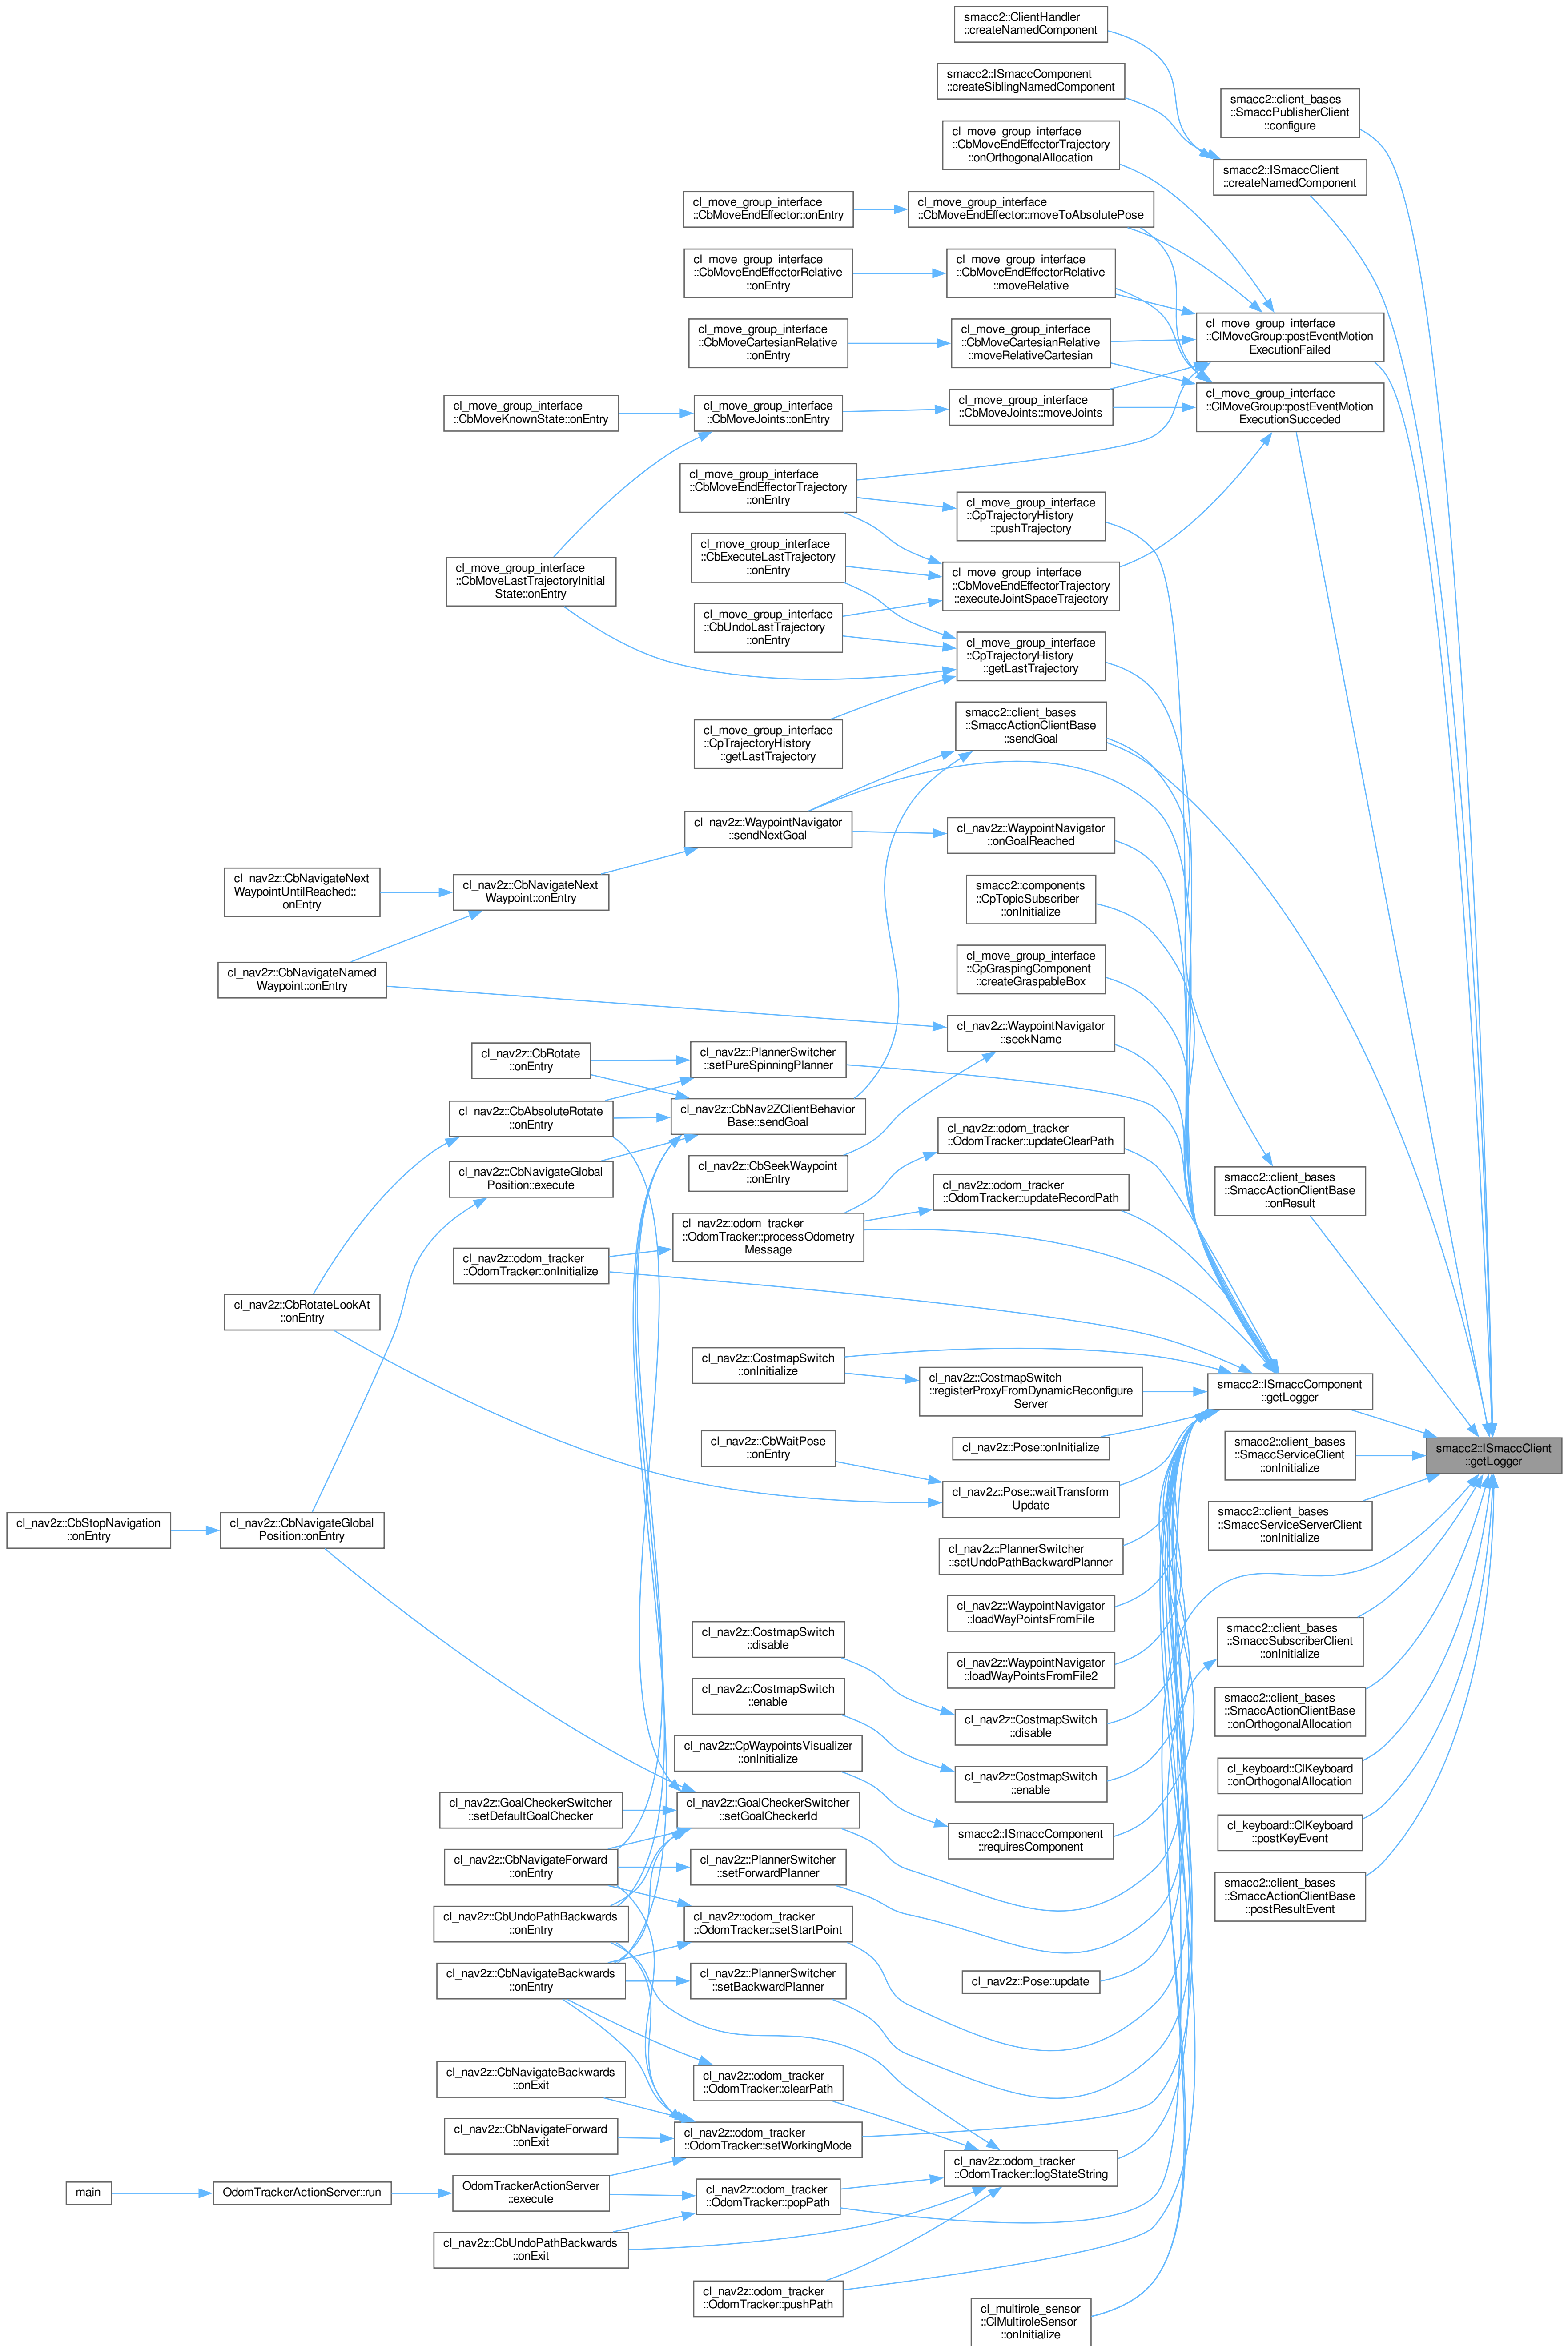 smacc2::ClientHandler
::createNamedComponent
smacc2::ISmaccComponent
::createSiblingNamedComponent
smacc2::client_bases
::SmaccPublisherClient
::configure
cl_move_group_interface
::CbMoveEndEffectorTrajectory
::onOrthogonalAllocation
smacc2::ISmaccClient
::createNamedComponent
cl_move_group_interface
::CbMoveEndEffector::onEntry
cl_move_group_interface
::CbMoveEndEffector::moveToAbsolutePose
cl_move_group_interface
::CbMoveEndEffectorRelative
::onEntry
cl_move_group_interface
::CbMoveEndEffectorRelative
::moveRelative
cl_move_group_interface
::CbMoveCartesianRelative
::onEntry
cl_move_group_interface
::CbMoveCartesianRelative
::moveRelativeCartesian
cl_move_group_interface
::ClMoveGroup::postEventMotion
ExecutionFailed
cl_move_group_interface
::CbMoveKnownState::onEntry
cl_move_group_interface
::CbMoveJoints::onEntry
cl_move_group_interface
::CbMoveJoints::moveJoints
cl_move_group_interface
::ClMoveGroup::postEventMotion
ExecutionSucceded
cl_move_group_interface
::CbMoveEndEffectorTrajectory
::onEntry
cl_move_group_interface
::CpTrajectoryHistory
::pushTrajectory
cl_move_group_interface
::CbMoveLastTrajectoryInitial
State::onEntry
cl_move_group_interface
::CbExecuteLastTrajectory
::onEntry
cl_move_group_interface
::CbMoveEndEffectorTrajectory
::executeJointSpaceTrajectory
cl_move_group_interface
::CbUndoLastTrajectory
::onEntry
cl_move_group_interface
::CpTrajectoryHistory
::getLastTrajectory
cl_move_group_interface
::CpTrajectoryHistory
::getLastTrajectory
smacc2::client_bases
::SmaccActionClientBase
::sendGoal
cl_nav2z::WaypointNavigator
::sendNextGoal
cl_nav2z::WaypointNavigator
::onGoalReached
cl_nav2z::CbNavigateNext
WaypointUntilReached::
onEntry
cl_nav2z::CbNavigateNext
Waypoint::onEntry
smacc2::components
::CpTopicSubscriber
::onInitialize
cl_nav2z::CbNavigateNamed
Waypoint::onEntry
cl_move_group_interface
::CpGraspingComponent
::createGraspableBox
cl_nav2z::WaypointNavigator
::seekName
cl_nav2z::CbRotate
::onEntry
cl_nav2z::PlannerSwitcher
::setPureSpinningPlanner
cl_nav2z::CbAbsoluteRotate
::onEntry
cl_nav2z::CbNav2ZClientBehavior
Base::sendGoal
cl_nav2z::odom_tracker
::OdomTracker::updateClearPath
cl_nav2z::CbNavigateGlobal
Position::execute
cl_nav2z::CbSeekWaypoint
::onEntry
cl_nav2z::odom_tracker
::OdomTracker::updateRecordPath
smacc2::client_bases
::SmaccActionClientBase
::onResult
cl_nav2z::odom_tracker
::OdomTracker::onInitialize
cl_nav2z::odom_tracker
::OdomTracker::processOdometry
Message
cl_nav2z::CbRotateLookAt
::onEntry
cl_nav2z::CostmapSwitch
::onInitialize
cl_nav2z::CostmapSwitch
::registerProxyFromDynamicReconfigure
Server
smacc2::ISmaccComponent
::getLogger
cl_nav2z::CbWaitPose
::onEntry
cl_nav2z::Pose::onInitialize
smacc2::client_bases
::SmaccServiceClient
::onInitialize
smacc2::ISmaccClient
::getLogger
cl_nav2z::Pose::waitTransform
Update
cl_nav2z::CbStopNavigation
::onEntry
cl_nav2z::CbNavigateGlobal
Position::onEntry
smacc2::client_bases
::SmaccServiceServerClient
::onInitialize
cl_nav2z::PlannerSwitcher
::setUndoPathBackwardPlanner
cl_nav2z::WaypointNavigator
::loadWayPointsFromFile
cl_nav2z::CostmapSwitch
::disable
smacc2::client_bases
::SmaccSubscriberClient
::onInitialize
cl_nav2z::WaypointNavigator
::loadWayPointsFromFile2
cl_nav2z::CostmapSwitch
::enable
cl_nav2z::CostmapSwitch
::disable
smacc2::client_bases
::SmaccActionClientBase
::onOrthogonalAllocation
cl_nav2z::CpWaypointsVisualizer
::onInitialize
cl_nav2z::CostmapSwitch
::enable
cl_keyboard::ClKeyboard
::onOrthogonalAllocation
cl_nav2z::GoalCheckerSwitcher
::setDefaultGoalChecker
cl_nav2z::GoalCheckerSwitcher
::setGoalCheckerId
smacc2::ISmaccComponent
::requiresComponent
cl_keyboard::ClKeyboard
::postKeyEvent
cl_nav2z::CbNavigateForward
::onEntry
cl_nav2z::PlannerSwitcher
::setForwardPlanner
smacc2::client_bases
::SmaccActionClientBase
::postResultEvent
cl_nav2z::CbUndoPathBackwards
::onEntry
cl_nav2z::odom_tracker
::OdomTracker::setStartPoint
cl_nav2z::CbNavigateBackwards
::onEntry
cl_nav2z::PlannerSwitcher
::setBackwardPlanner
cl_nav2z::Pose::update
cl_nav2z::CbNavigateBackwards
::onExit
cl_nav2z::odom_tracker
::OdomTracker::clearPath
cl_nav2z::CbNavigateForward
::onExit
cl_nav2z::odom_tracker
::OdomTracker::setWorkingMode
cl_nav2z::odom_tracker
::OdomTracker::logStateString
main
OdomTrackerActionServer::run
OdomTrackerActionServer
::execute
cl_nav2z::odom_tracker
::OdomTracker::popPath
cl_nav2z::CbUndoPathBackwards
::onExit
cl_nav2z::odom_tracker
::OdomTracker::pushPath
cl_multirole_sensor
::ClMultiroleSensor
::onInitialize